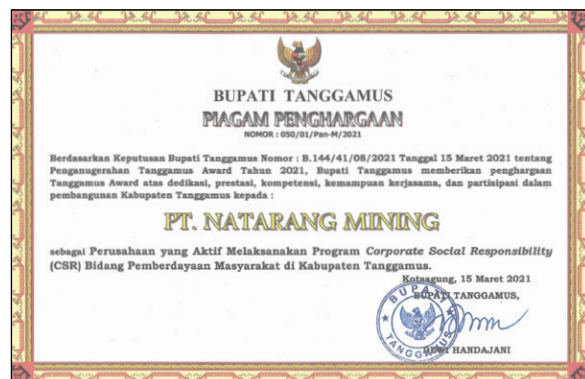 BUPATI TANGGAMUS
PIAGAM PENGHARGAAN
NOMOR : 050/01/Pan-M/2021
Berdasarkan Keputusan Bupati Tanggamus Nomor : B.144/41/08/2021 Tanggal 15 Maret 2021 tentang
Penganugerahan Tanggamus Award Tahun 2021, Bupati Tanggamus memberikan penghargaan
Tanggamus Award atas dedikasi, prestasi, kompetensi, kemampuan kerjasama, dan partisipasi dalam
pembangunan Kabupaten Tanggamus kepada :
PT. NATARANG MINING
sebagai Perusahaan yang Aktif Melaksanakan Program Corporate Social Responsibility
(CSR) Bidang Pemberdayaan Masyarakat di Kabupaten Tanggamus.
Kotaagung, 15 Maret 2021
BUPATI TANGGAMUS,
BUPATI
TANGGAMUS
DEWI HANDAJANI